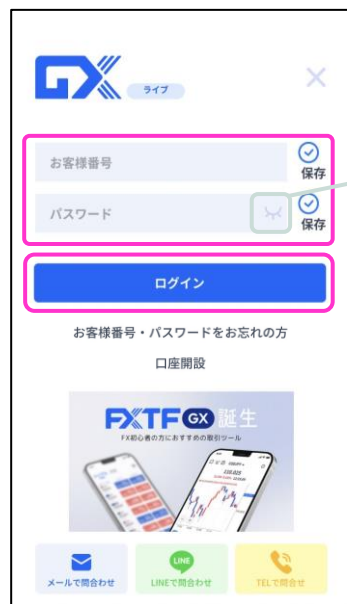 GX
ライブ
お客様番号
保存
パスワード
保存
ログイン
お客様番号・パスワードをお忘れの方
口座開設
FXTF GX 誕生
FX初心者の方におすすめの取引ツール
メールで問合わせ
LINE
LINEで問合わせ
TELで問合せ